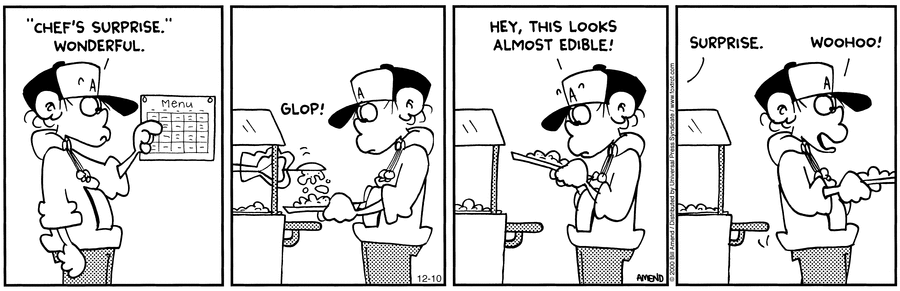 "CHEF'S SURPRISE."
WONDERFUL.
A
Menu
GLOP!
A
12-10
HEY, THIS LOOKS
ALMOST EDIBLE!
A
AMEND
SURPRISE.
WOOHOO!
A